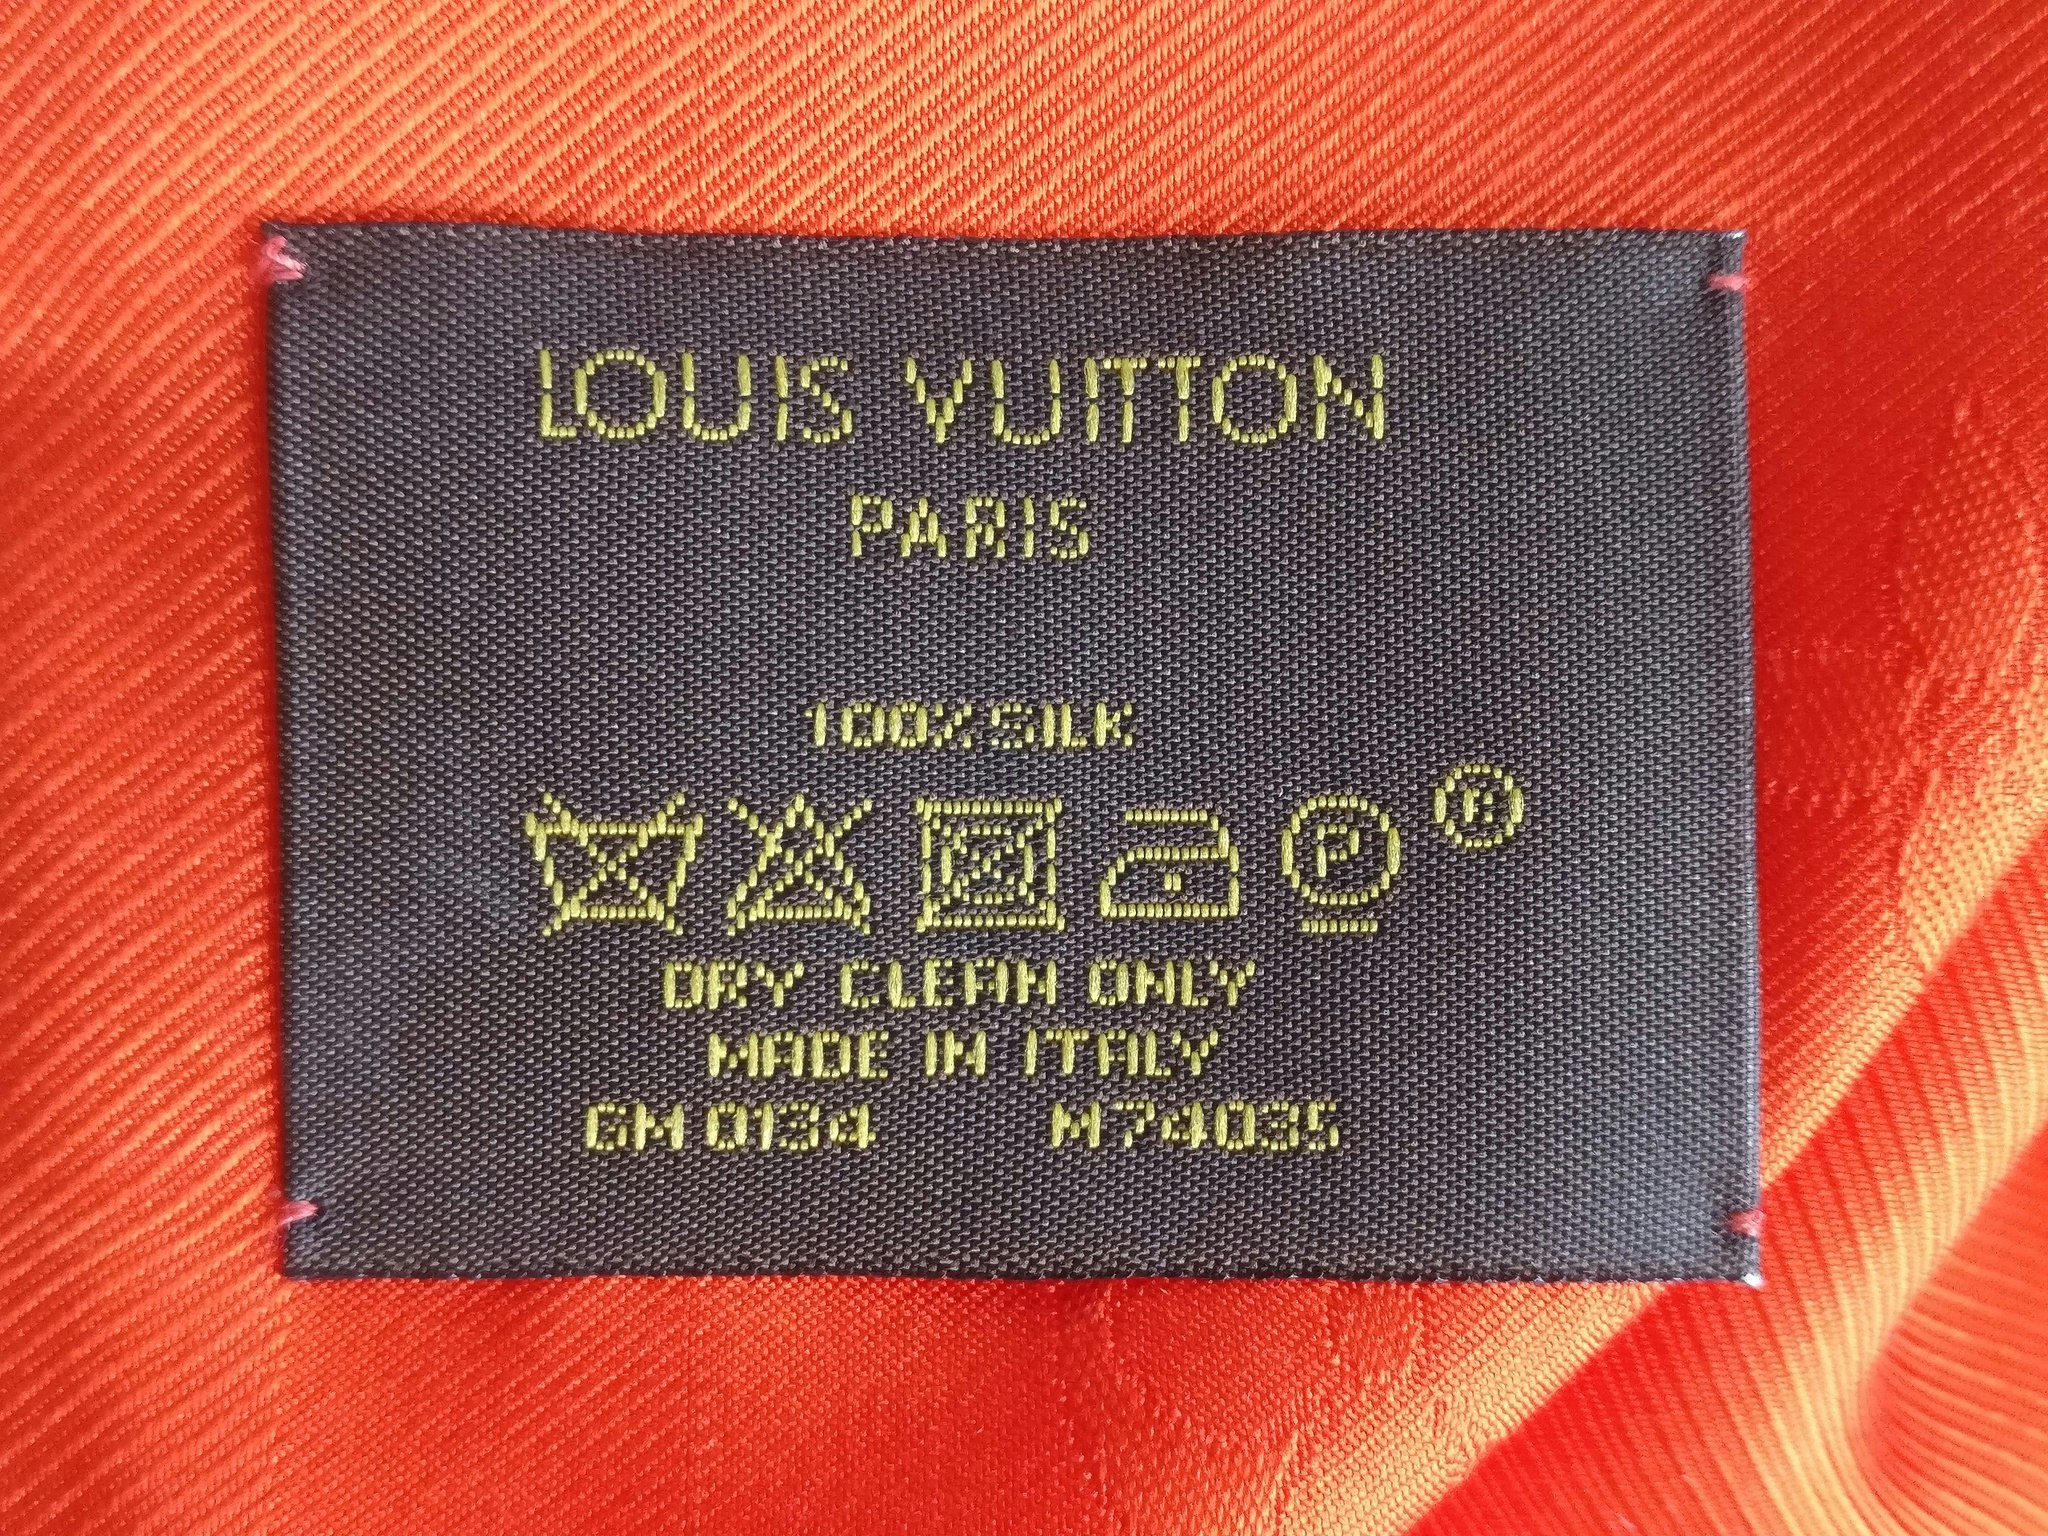 LOUIS VUITTON
PARIS
100% SILK
P ®
DRY CLEAN ONLY
MADE IN ITALY
GM 0134 M74035